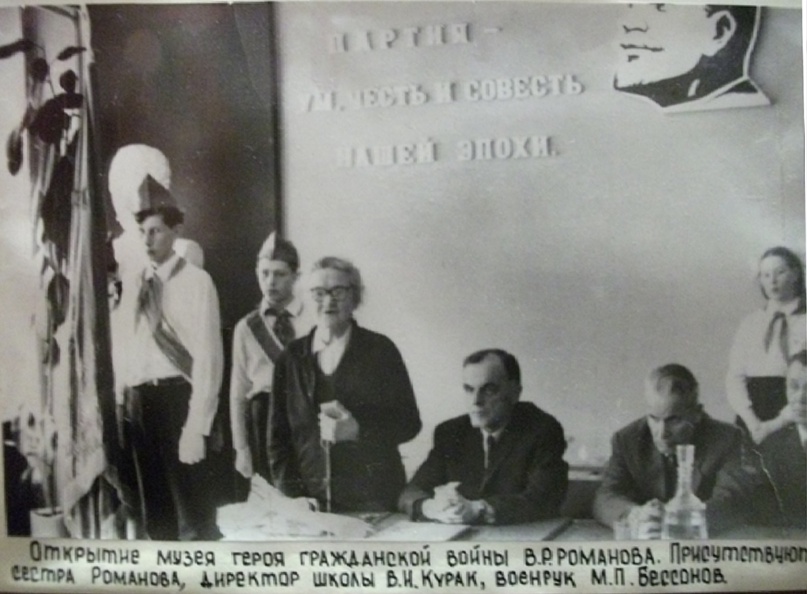 ПАРТИЯ –
УМ, ЧЕСТЬ И СОВЕСТЬ
НАШЕЙ ЭПОХИ.
Открытие музея героя гражданской войны В.Р. Романова. Присутствуют
сестра Романова, директор школы В.И. Курак, военрук М.П. Бессонов.